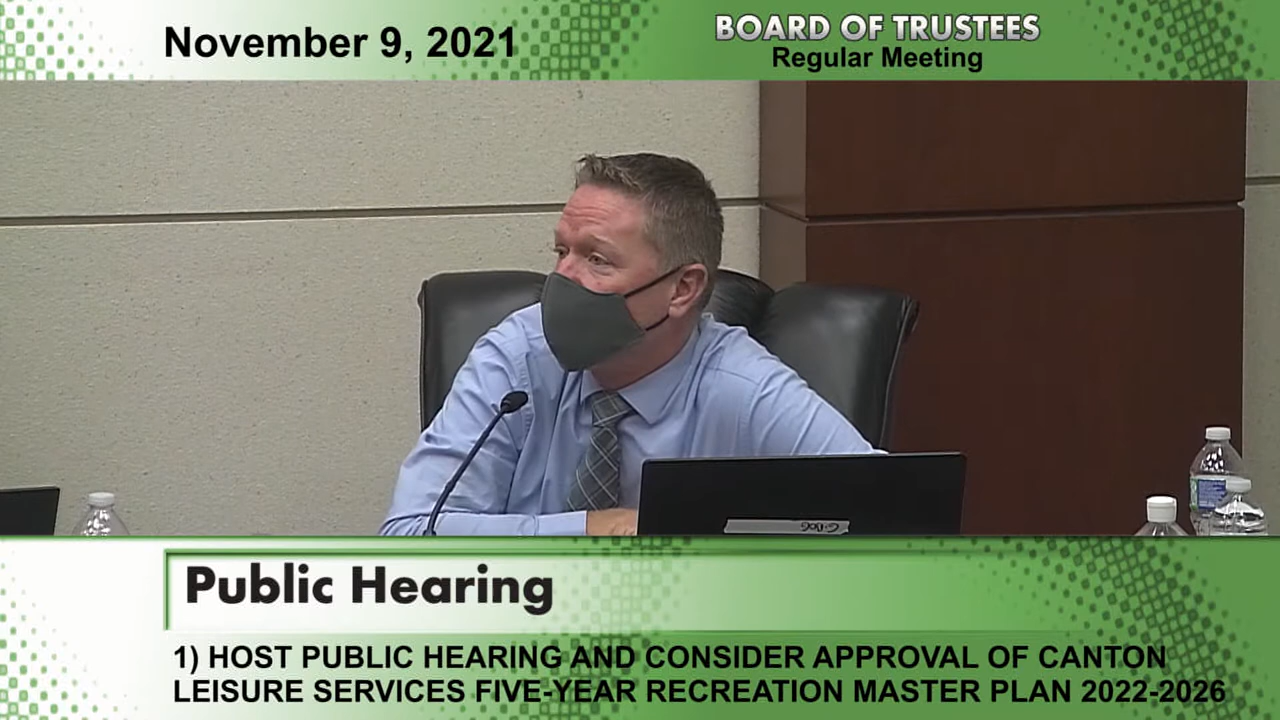 November 9, 2021
BOARD OF TRUSTEES
Regular Meeting
Public Hearing
1) HOST PUBLIC HEARING AND CONSIDER APPROVAL OF CANTON
LEISURE SERVICES FIVE-YEAR RECREATION MASTER PLAN 2022-2026